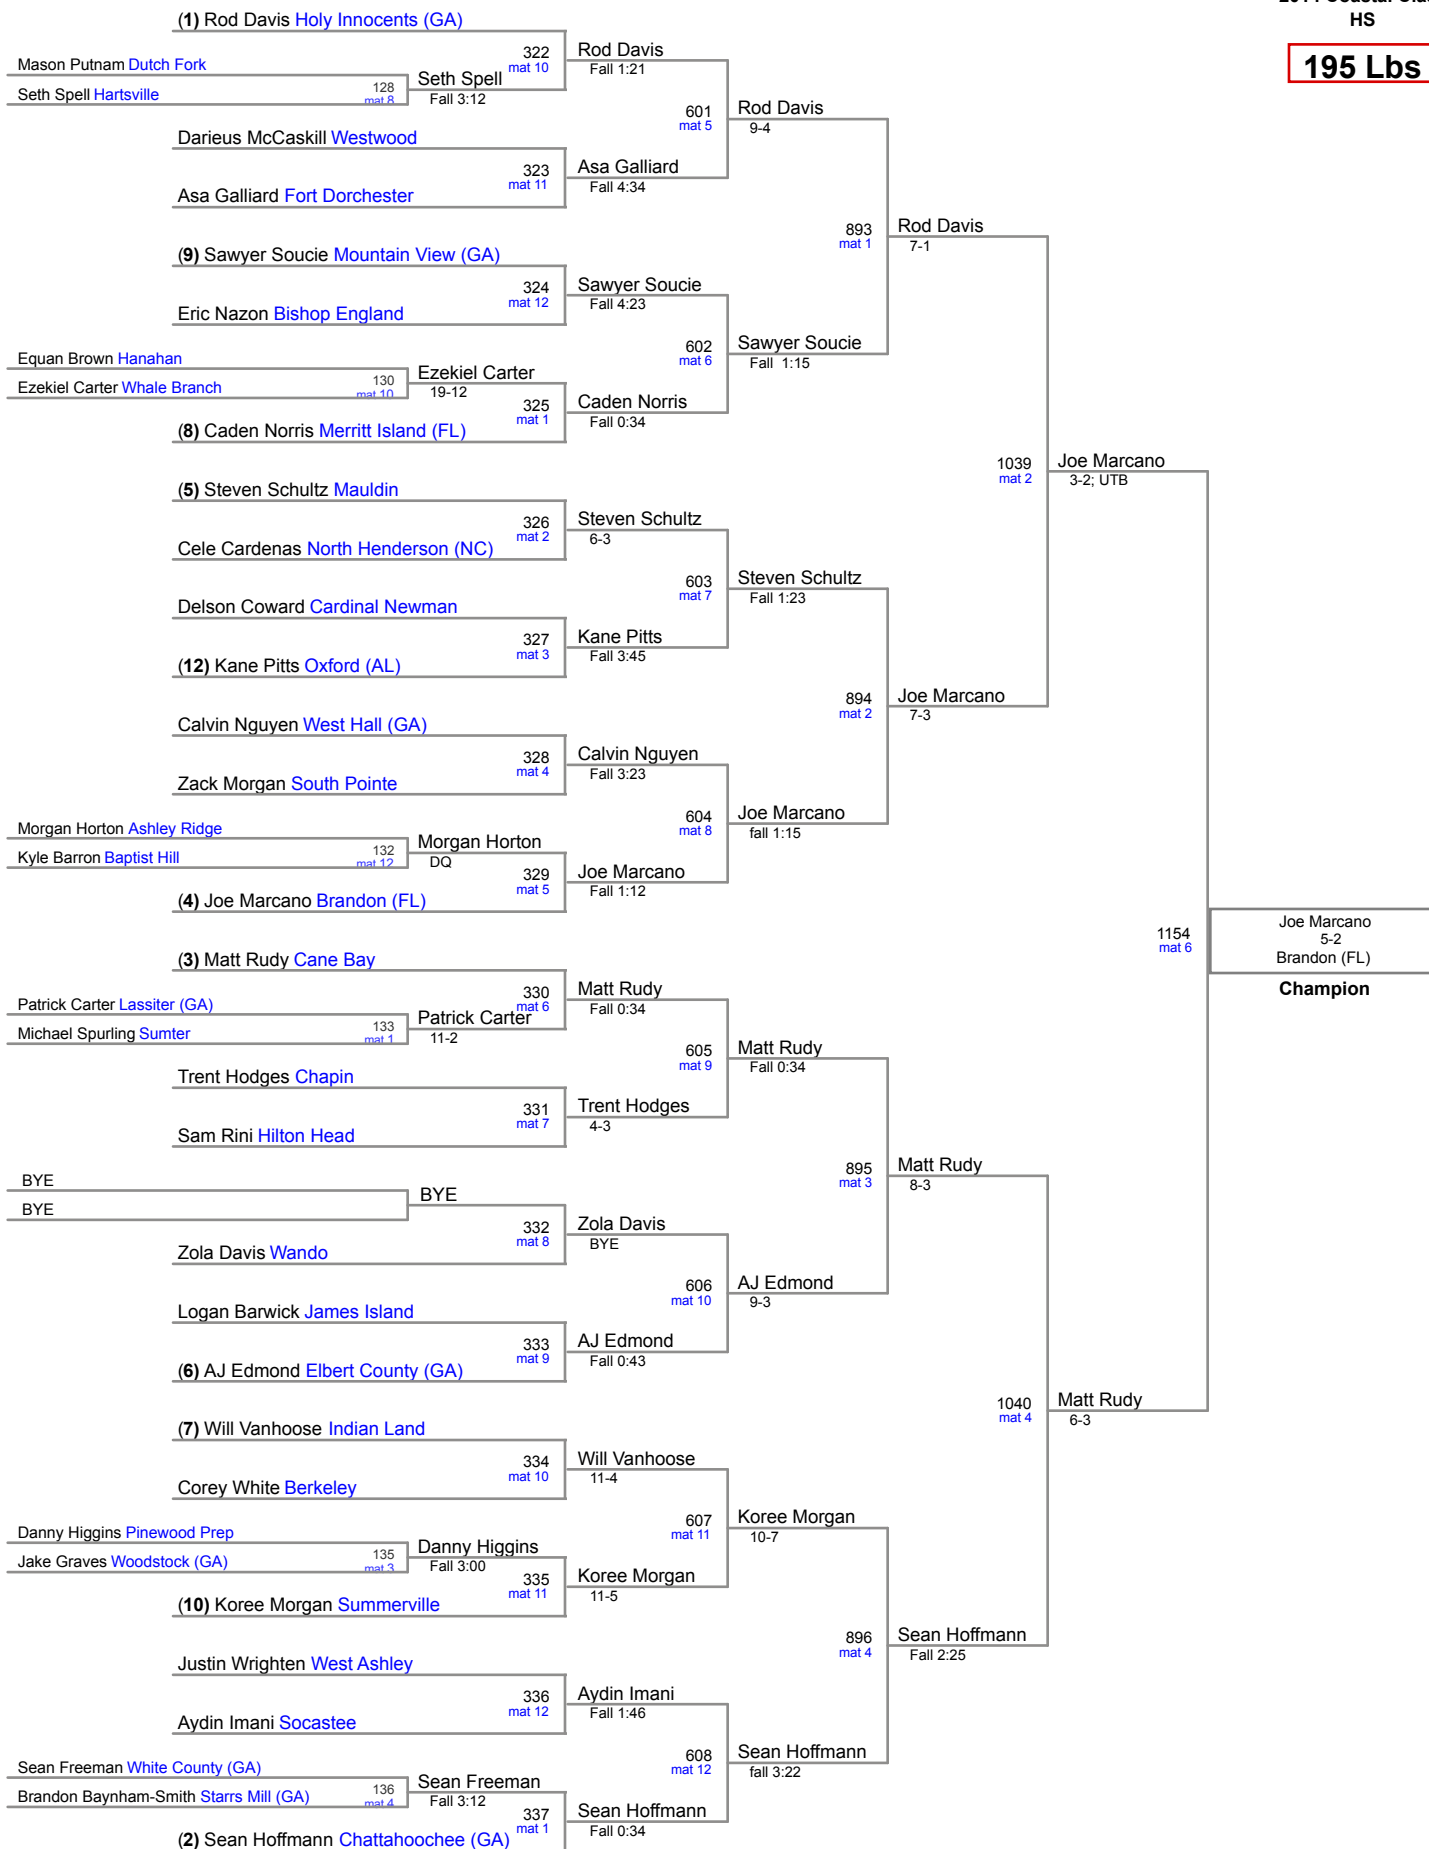 HS
195 Lbs
(1) Rod Davis Holy Innocents (GA)
322
mat 10
Rod Davis
Fall 1:21
Mason Putnam Dutch Fork
Seth Spell Hartsville
128
mat 8
Seth Spell
Fall 3:12
601
mat 5
Rod Davis
9-4
Darieus McCaskill Westwood
323
mat 11
Asa Galliard
Fall 4:34
Asa Galliard Fort Dorchester
893
mat 1
Rod Davis
7-1
(9) Sawyer Soucie Mountain View (GA)
324
mat 12
Sawyer Soucie
Fall 4:23
Eric Nazon Bishop England
602
mat 6
Sawyer Soucie
Fall 1:15
Equan Brown Hanahan
Ezekiel Carter Whale Branch
130
mat 10
Ezekiel Carter
19-12
325
mat 1
Caden Norris
Fall 0:34
(8) Caden Norris Merritt Island (FL)
1039
mat 2
Joe Marcano
3-2; UTB
(5) Steven Schultz Mauldin
326
mat 2
Steven Schultz
6-3
Cele Cardenas North Henderson (NC)
603
mat 7
Steven Schultz
Fall 1:23
Delson Coward Cardinal Newman
327
mat 3
Kane Pitts
Fall 3:45
(12) Kane Pitts Oxford (AL)
894
mat 2
Joe Marcano
7-3
Calvin Nguyen West Hall (GA)
328
mat 4
Calvin Nguyen
Fall 3:23
Zack Morgan South Pointe
604
mat 8
Joe Marcano
fall 1:15
Morgan Horton Ashley Ridge
Kyle Barron Baptist Hill
132
mat 12
Morgan Horton
DQ
329
mat 5
Joe Marcano
Fall 1:12
(4) Joe Marcano Brandon (FL)
1154
mat 6
Joe Marcano
5-2
Brandon (FL)
Champion
(3) Matt Rudy Cane Bay
330
mat 6
Matt Rudy
Fall 0:34
Patrick Carter Lassiter (GA)
Michael Spurling Sumter
133
mat 1
Patrick Carter
11-2
605
mat 9
Matt Rudy
Fall 0:34
Trent Hodges Chapin
331
mat 7
Trent Hodges
4-3
Sam Rini Hilton Head
895
mat 3
Matt Rudy
8-3
BYE
BYE
BYE
332
mat 8
Zola Davis
BYE
Zola Davis Wando
606
mat 10
AJ Edmond
9-3
Logan Barwick James Island
333
mat 9
AJ Edmond
Fall 0:43
(6) AJ Edmond Elbert County (GA)
1040
mat 4
Matt Rudy
6-3
(7) Will Vanhoose Indian Land
334
mat 10
Will Vanhoose
11-4
Corey White Berkeley
607
mat 11
Koree Morgan
10-7
Danny Higgins Pinewood Prep
Jake Graves Woodstock (GA)
135
mat 3
Danny Higgins
Fall 3:00
335
mat 11
Koree Morgan
11-5
(10) Koree Morgan Summerville
896
mat 4
Sean Hoffmann
Fall 2:25
Justin Wrighten West Ashley
336
mat 12
Aydin Imani
Fall 1:46
Aydin Imani Socastee
608
mat 12
Sean Hoffmann
fall 3:22
Sean Freeman White County (GA)
Brandon Baynham-Smith Starrs Mill (GA)
136
mat 4
Sean Freeman
Fall 3:12
337
mat 1
Sean Hoffmann
Fall 0:34
(2) Sean Hoffmann Chattahoochee (GA)